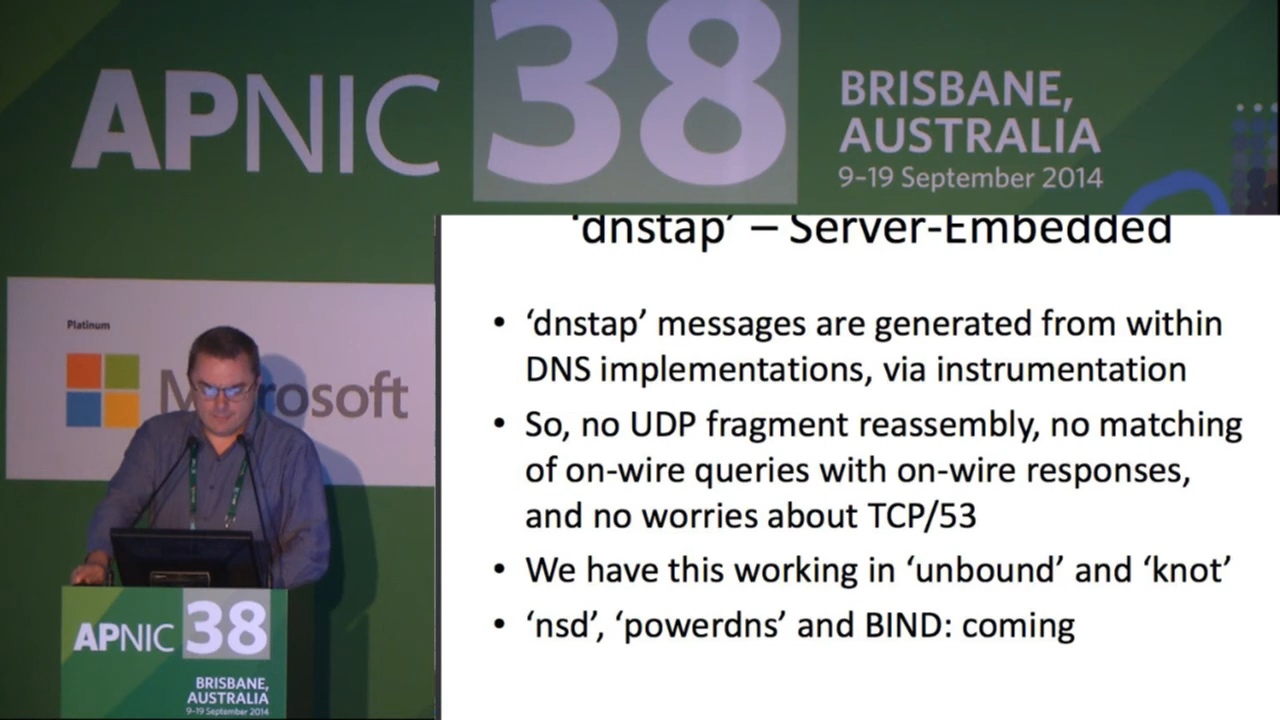 APNIC 38
BRISBANE,
AUSTRALIA
9-19 September 2014
Platinum
Microsoft
APNIC 38
BRISBANE,
AUSTRALIA
9-19 September 2014
'dnstap' – Server-Embedded
• ‘dnstap’ messages are generated from within
DNS implementations, via instrumentation
• So, no UDP fragment reassembly, no matching
of on-wire queries with on-wire responses,
and no worries about TCP/53
• We have this working in ‘unbound’ and ‘knot’
• ‘nsd’, ‘powerdns’ and BIND: coming